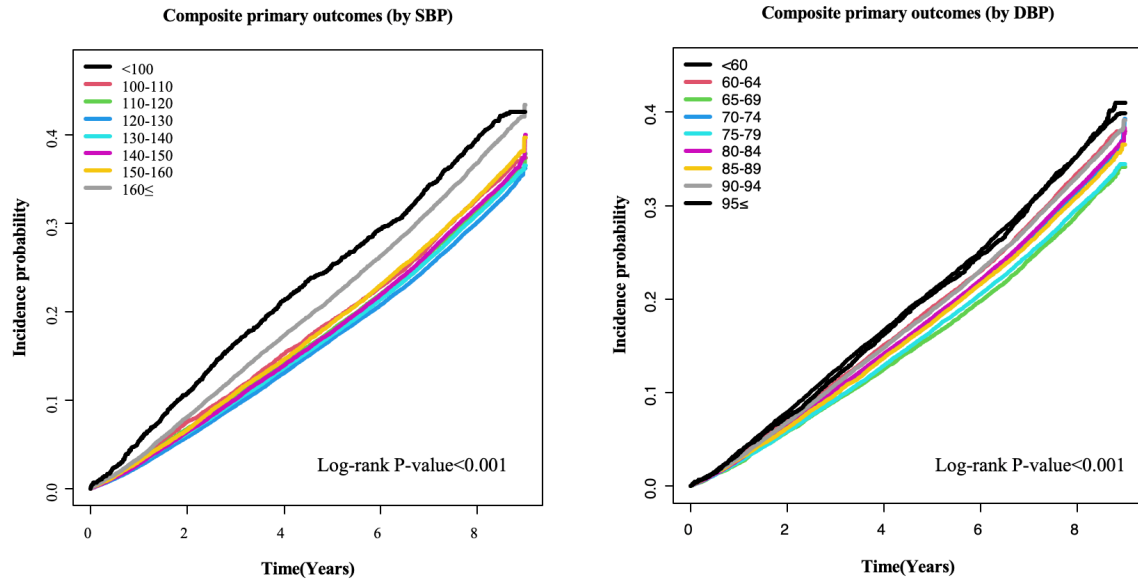 Composite primary outcomes (by SBP)
Incidence probability
0.4
0.3
0.2
0.1
0.0
<100
100-110
110-120
120-130
130-140
140-150
150-160
160≤
Log-rank P-value<0.001
0 2 4 6 8
Time(Years)
Composite primary outcomes (by DBP)
Incidence probability
0.4
0.3
0.2
0.1
0.0
<60
60-64
65-69
70-74
75-79
80-84
85-89
90-94
95≤
Log-rank P-value<0.001
0 2 4 6 8
Time(Years)